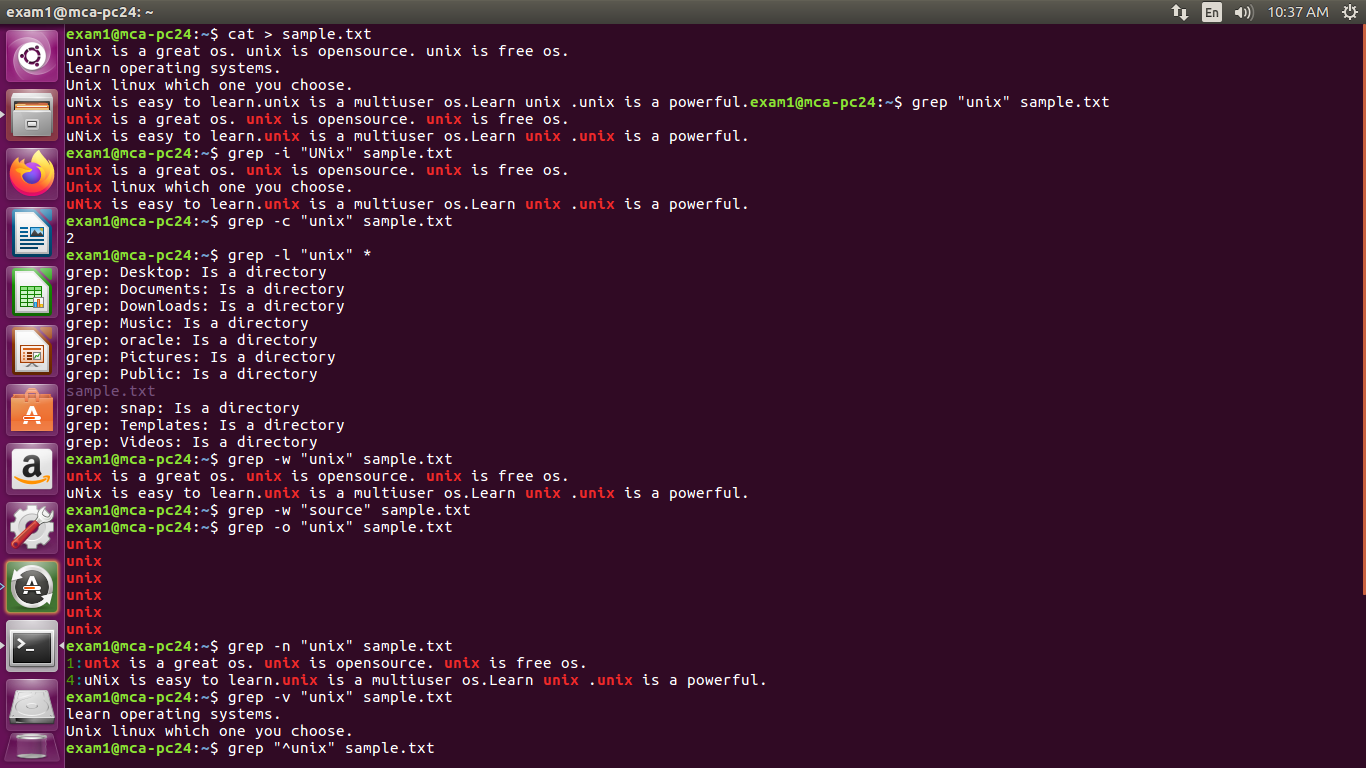 exam1@mca-pc24: ~
En
10:37 AM
exam1@mca-pc24:~$ cat > sample.txt
unix is a great os. unix is opensource. unix is free os.
learn operating systems.
Unix linux which one you choose.
uNix is easy to learn.unix is a multiuser os.Learn unix .unix is a powerful.exam1@mca-pc24:~$ grep "unix" sample.txt
unix is a great os. unix is opensource. unix is free os.
uNix is easy to learn.unix is a multiuser os.Learn unix .unix is a powerful.
exam1@mca-pc24:~$ grep -i "UNix" sample.txt
unix is a great os. unix is opensource. unix is free os.
Unix linux which one you choose.
uNix is easy to learn.unix is a multiuser os.Learn unix .unix is a powerful.
exam1@mca-pc24:~$ grep -c "unix" sample.txt
2
exam1@mca-pc24:~$ grep -l "unix" *
grep: Desktop: Is a directory
grep: Documents: Is a directory
grep: Downloads: Is a directory
grep: Music: Is a directory
grep: oracle: Is a directory
grep: Pictures: Is a directory
grep: Public: Is a directory
sample.txt
grep: snap: Is a directory
grep: Templates: Is a directory
grep: Videos: Is a directory
exam1@mca-pc24:~$ grep -w "unix" sample.txt
unix is a great os. unix is opensource. unix is free os.
uNix is easy to learn.unix is a multiuser os.Learn unix .unix is a powerful.
exam1@mca-pc24:~$ grep -w "source" sample.txt
exam1@mca-pc24:~$ grep -o "unix" sample.txt
unix
unix
unix
unix
unix
unix
exam1@mca-pc24:~$ grep -n "unix" sample.txt
1:unix is a great os. unix is opensource. unix is free os.
4:uNix is easy to learn.unix is a multiuser os.Learn unix .unix is a powerful.
exam1@mca-pc24:~$ grep -v "unix" sample.txt
learn operating systems.
Unix linux which one you choose.
exam1@mca-pc24:~$ grep "^unix" sample.txt